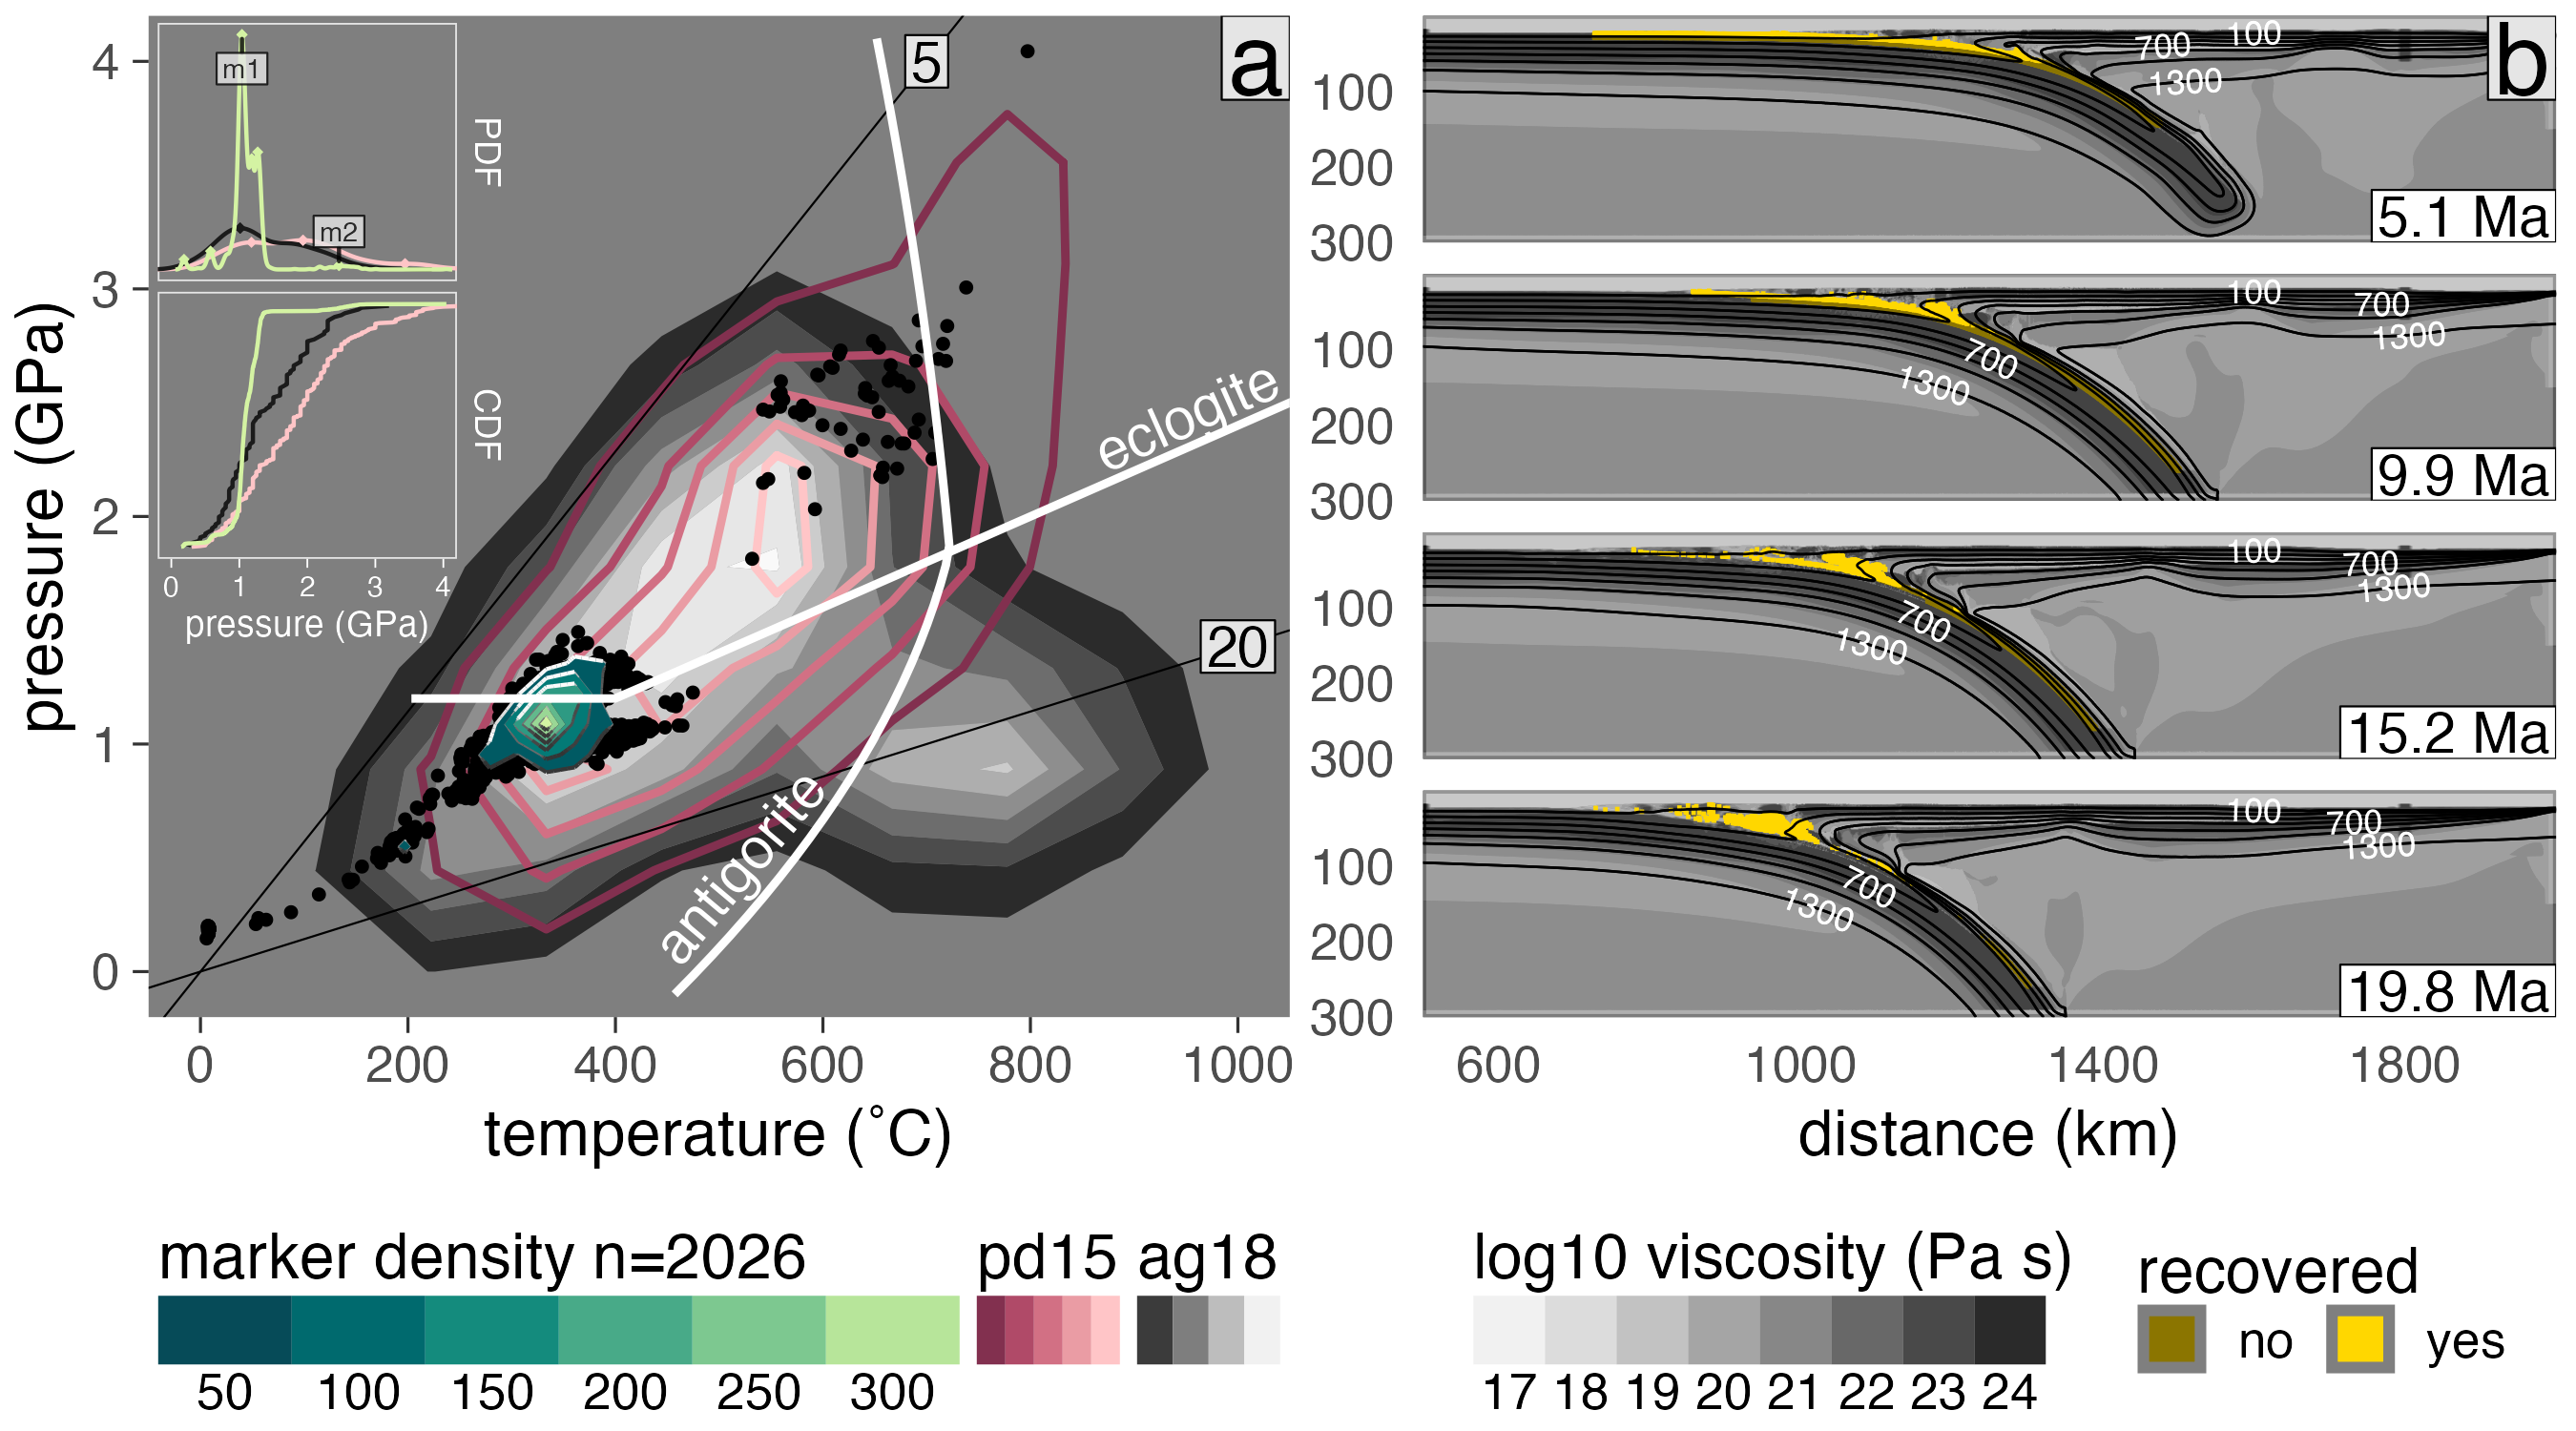 a
5
20
eclogite
antigorite
m1
m2
PDF
CDF
0 1 2 3 4
pressure (GPa)
4
3
2
1
0
pressure (GPa)
0 200 400 600 800 1000
temperature (˚C)
b
100
700
1300
100
200
300
5.1 Ma
100
700
1300
700
1300
100
200
300
9.9 Ma
100
700
1300
700
1300
100
200
300
15.2 Ma
100
700
1300
700
1300
100
200
300
19.8 Ma
600 1000 1400 1800
distance (km)
marker density n=2026
50 100 150 200 250 300
pd15 ag18
log10 viscosity (Pa s)
17 18 19 20 21 22 23 24
recovered
no yes